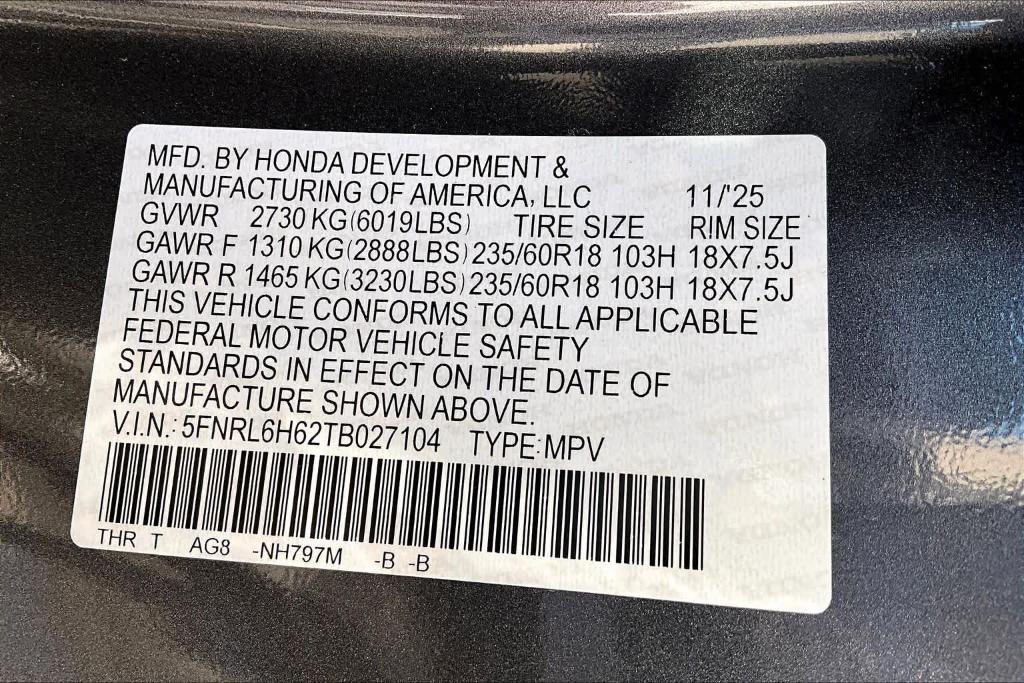 MFD. BY HONDA DEVELOPMENT &
MANUFACTURING OF AMERICA, LLC 11/'25
GVWR 2730 KG(6019LBS) TIRE SIZE RIM SIZE
GAWR F 1310 KG(2888LBS) 235/60R18 103H 18X7.5J
GAWR R 1465 KG(3230LBS) 235/60R18 103H 18X7.5J
THIS VEHICLE CONFORMS TO ALL APPLICABLE
FEDERAL MOTOR VEHICLE SAFETY
STANDARDS IN EFFECT ON THE DATE OF
MANUFACTURE SHOWN ABOVE.
V.I.N.: 5FNRL6H62TB027104 TYPE:MPV
THR T AG8 -NH797M -B -B